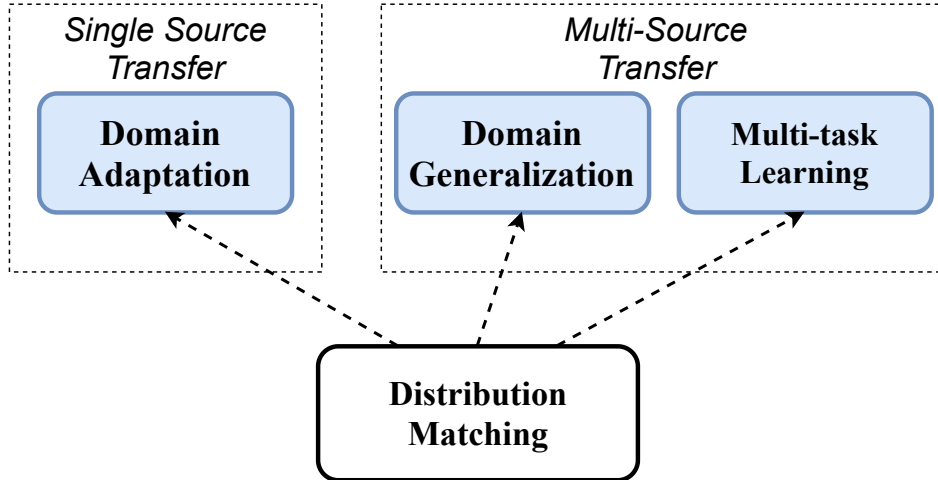 Single Source
Transfer
Domain
Adaptation
Multi-Source
Transfer
Domain
Generalization
Multi-task
Learning
Distribution
Matching